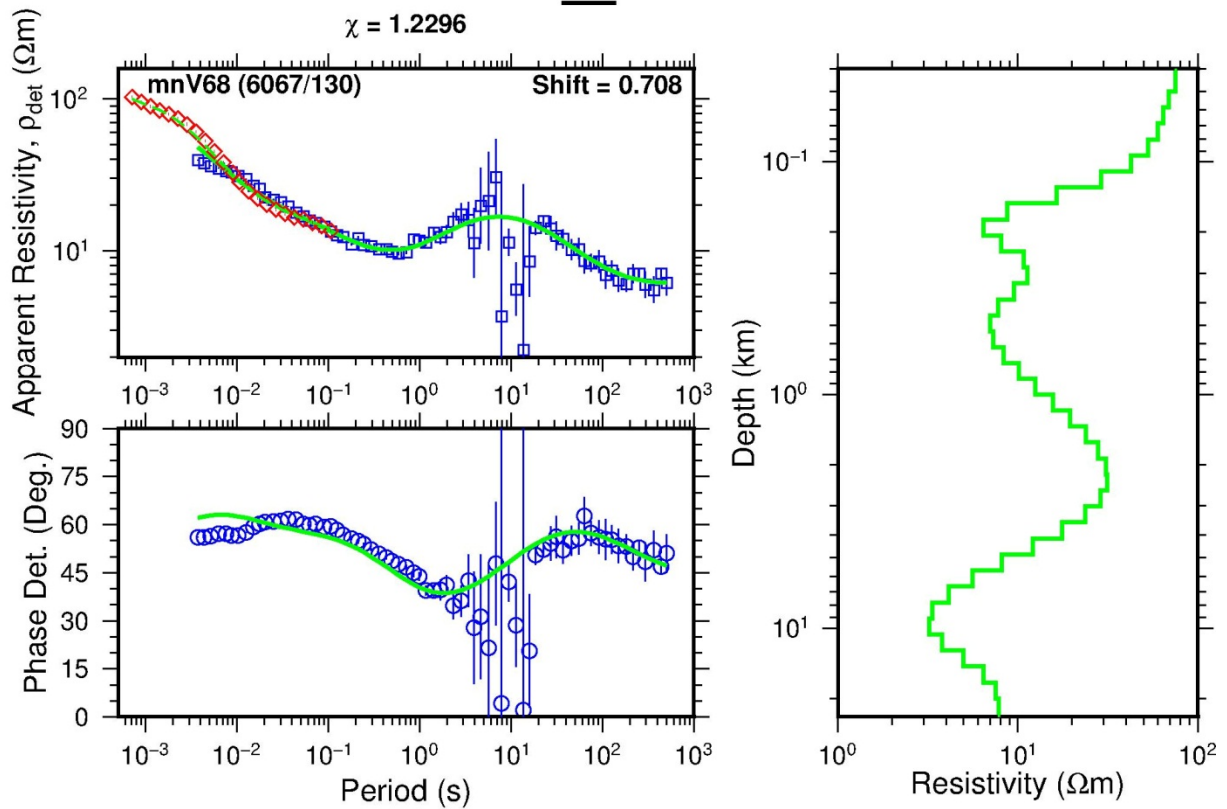 χ = 1.2296
mnV68 (6067/130)
Shift = 0.708
Apparent Resistivity, ρdet (Ωm)
10²
10¹
10⁻³ 10⁻² 10⁻¹ 10⁰ 10¹ 10² 10³
Phase Det. (Deg.)
90
75
60
45
30
15
0
10⁻³ 10⁻² 10⁻¹ 10⁰ 10¹ 10² 10³
Period (s)
Depth (km)
10⁻¹
10⁰
10¹
10⁰ 10¹ 10²
Resistivity (Ωm)